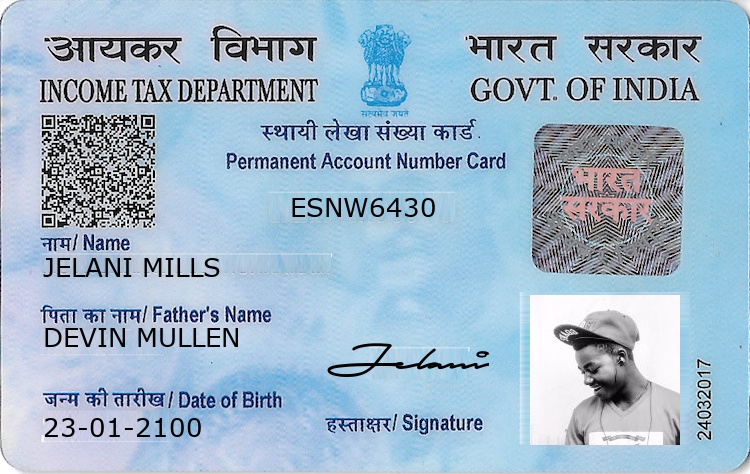 आयकर विभाग
INCOME TAX DEPARTMENT
भारत सरकार
GOVT. OF INDIA
सत्यमेव जयते
स्थायी लेखा संख्या कार्ड
Permanent Account Number Card
ESNW6430
भारत
सरकार
नाम/ Name
JELANI MILLS
पिता का नाम/ Father's Name
DEVIN MULLEN
जन्म की तारीख/ Date of Birth
23-01-2100
Jelani
हस्ताक्षर/ Signature
24032017